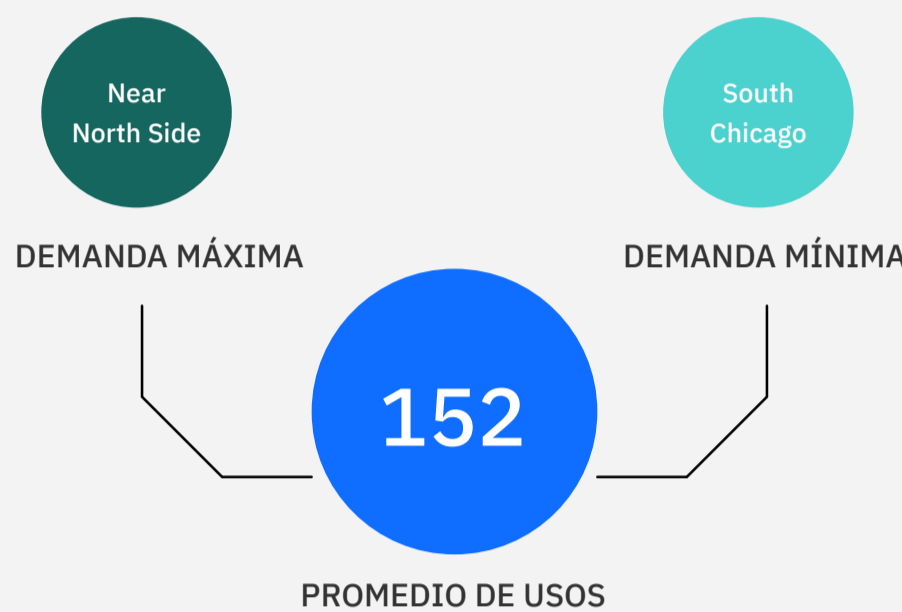 Near
North Side
South
Chicago
DEMANDA MÁXIMA
DEMANDA MÍNIMA
152
PROMEDIO DE USOS